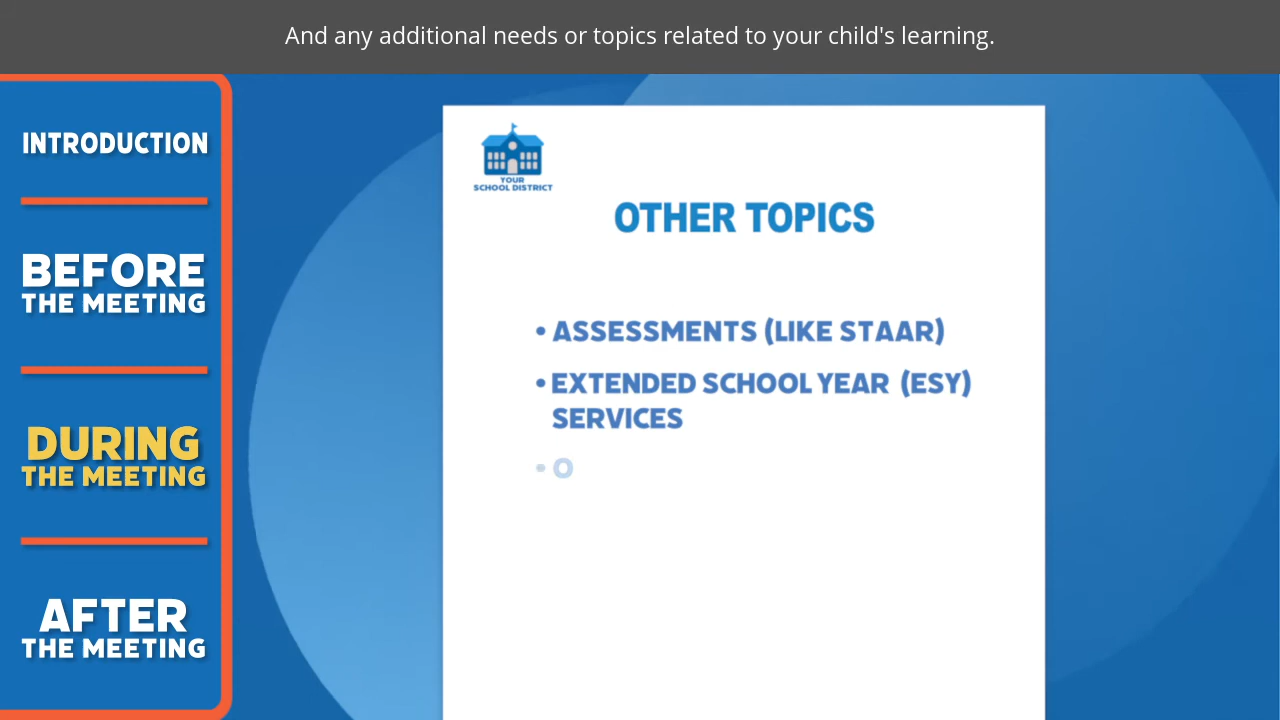 And any additional needs or topics related to your child's learning.
INTRODUCTION
BEFORE
THE MEETING
DURING
THE MEETING
AFTER
THE MEETING
YOUR
SCHOOL DISTRICT
OTHER TOPICS
• ASSESSMENTS (LIKE STAAR)
• EXTENDED SCHOOL YEAR (ESY)
SERVICES
• O